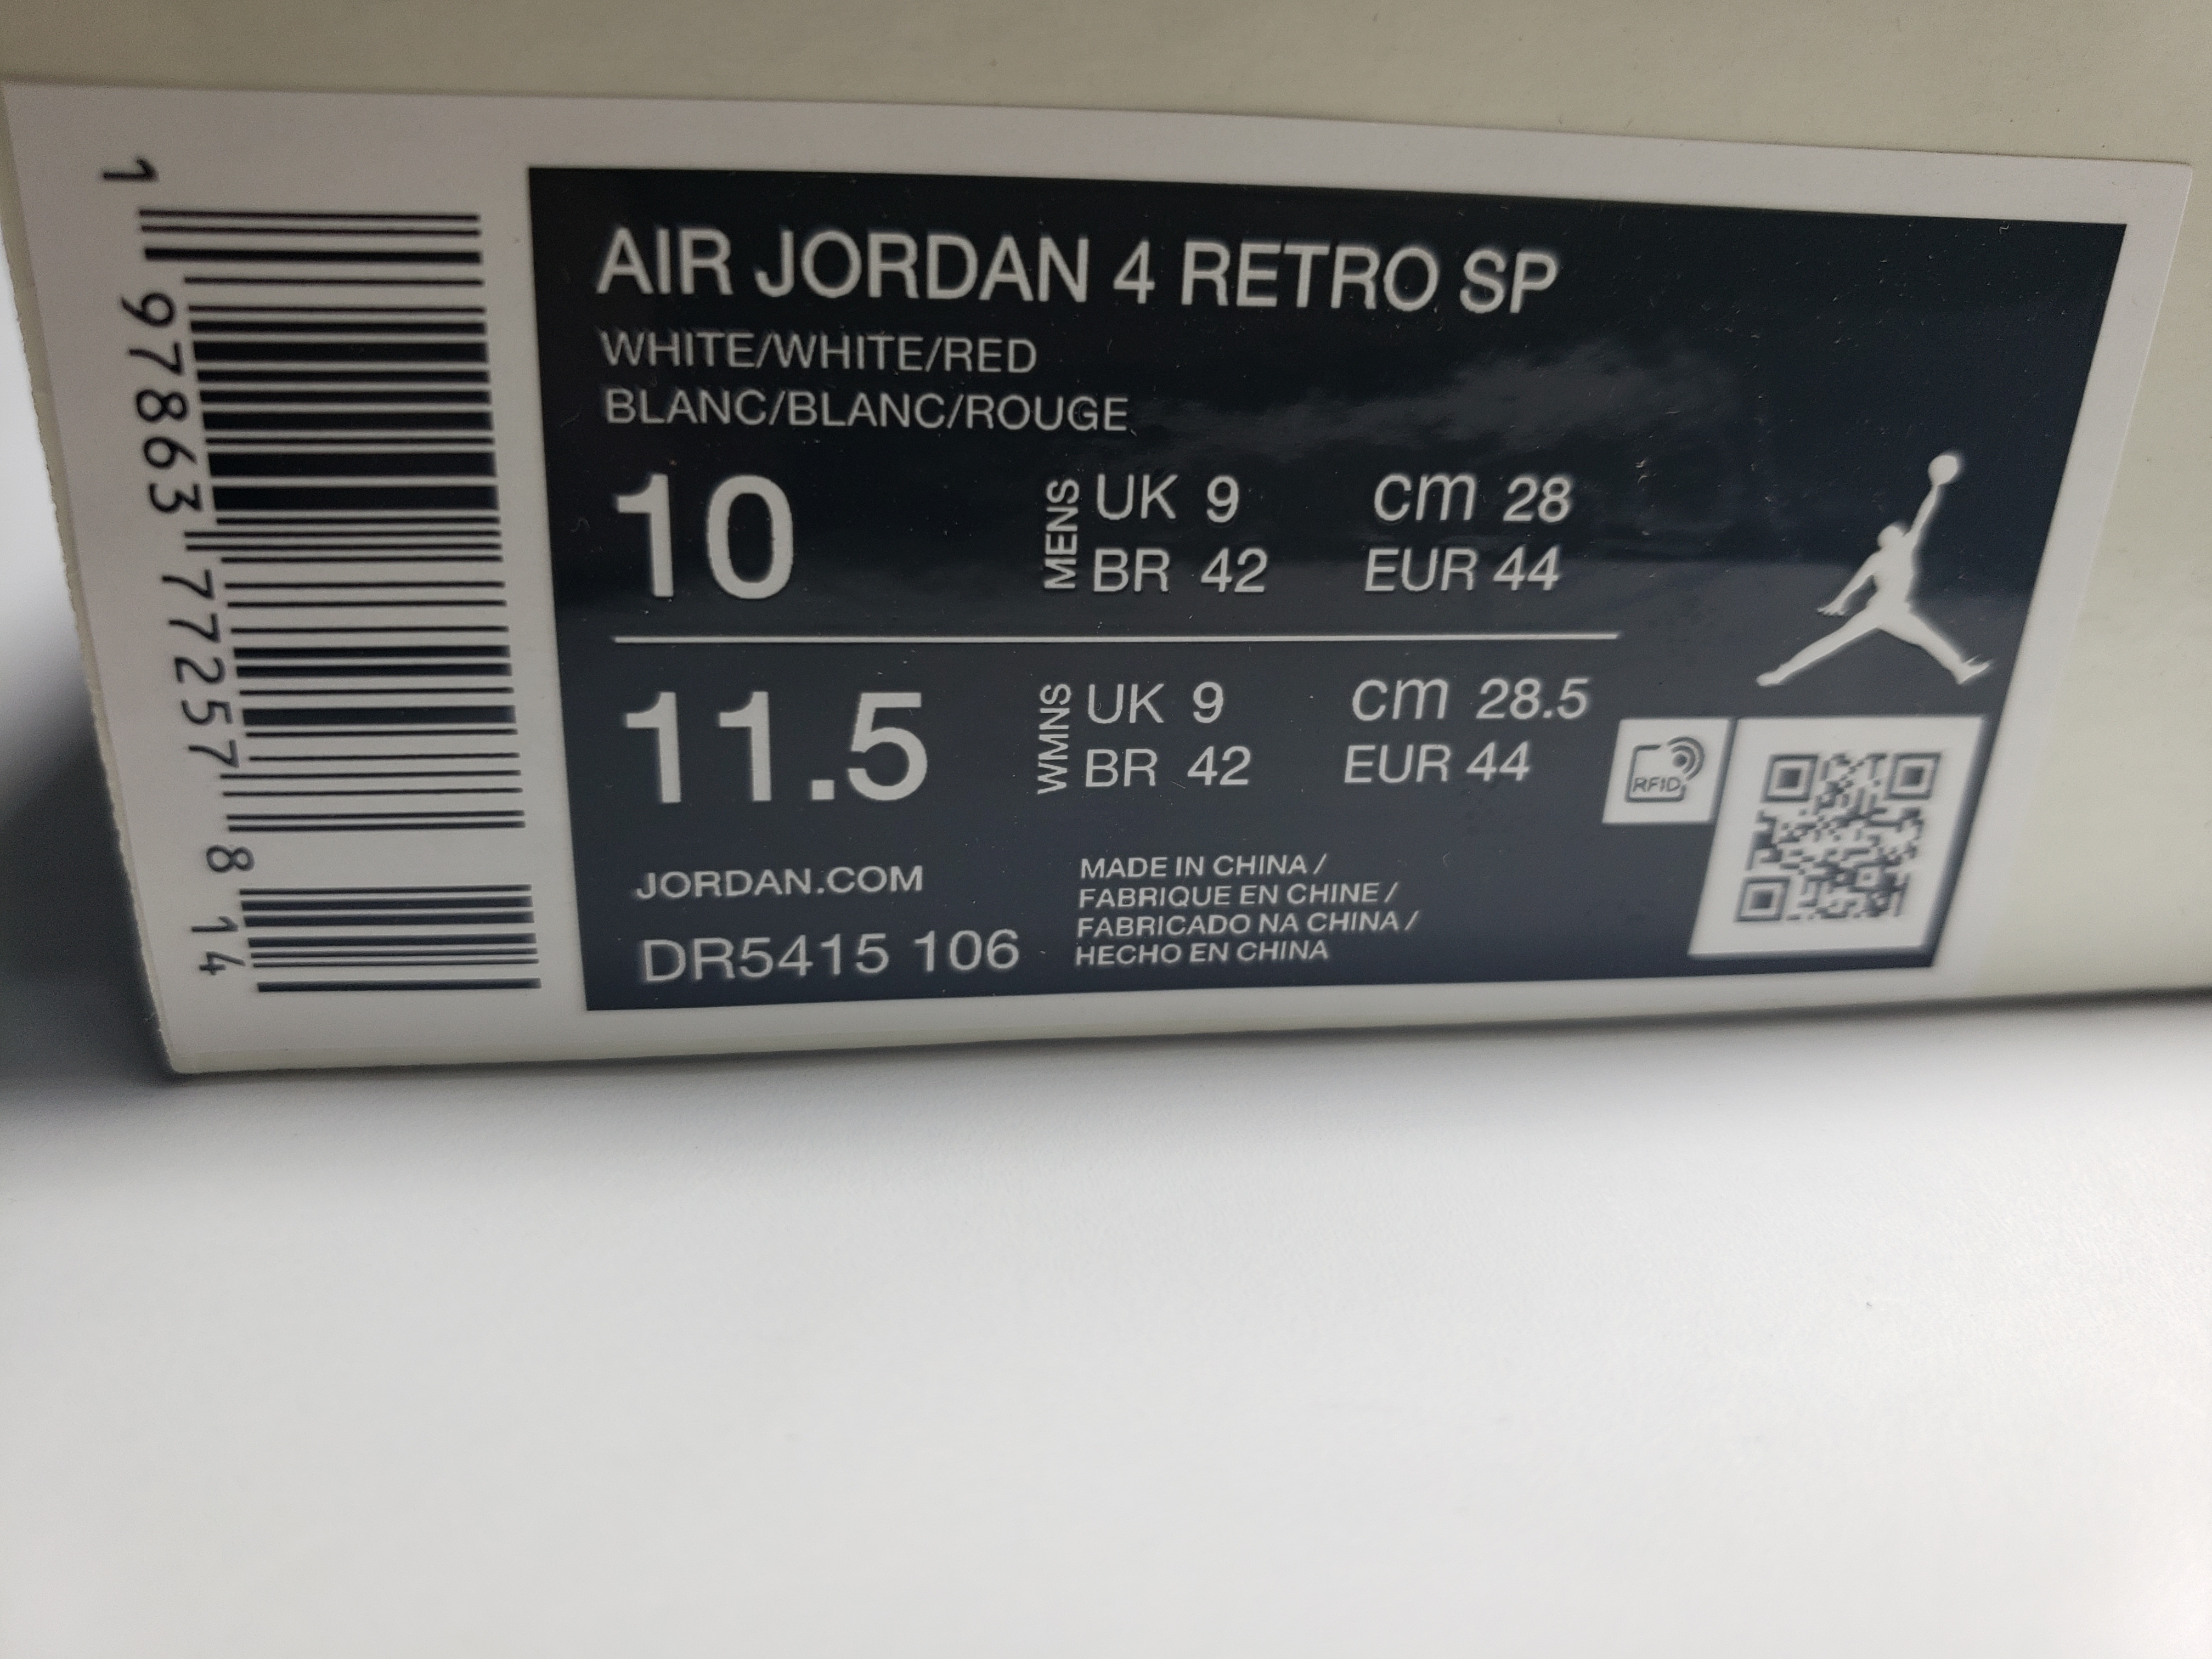 AIR JORDAN 4 RETRO SP
WHITE/WHITE/RED
BLANC/BLANC/ROUGE
10
MENS
UK 9 cm 28
BR 42 EUR 44
11.5
WMNS
UK 9 cm 28.5
BR 42 EUR 44
RFID
JORDAN.COM
DR5415 106
MADE IN CHINA /
FABRIQUE EN CHINE /
FABRICADO NA CHINA /
HECHO EN CHINA
1 97863 77257 8 14